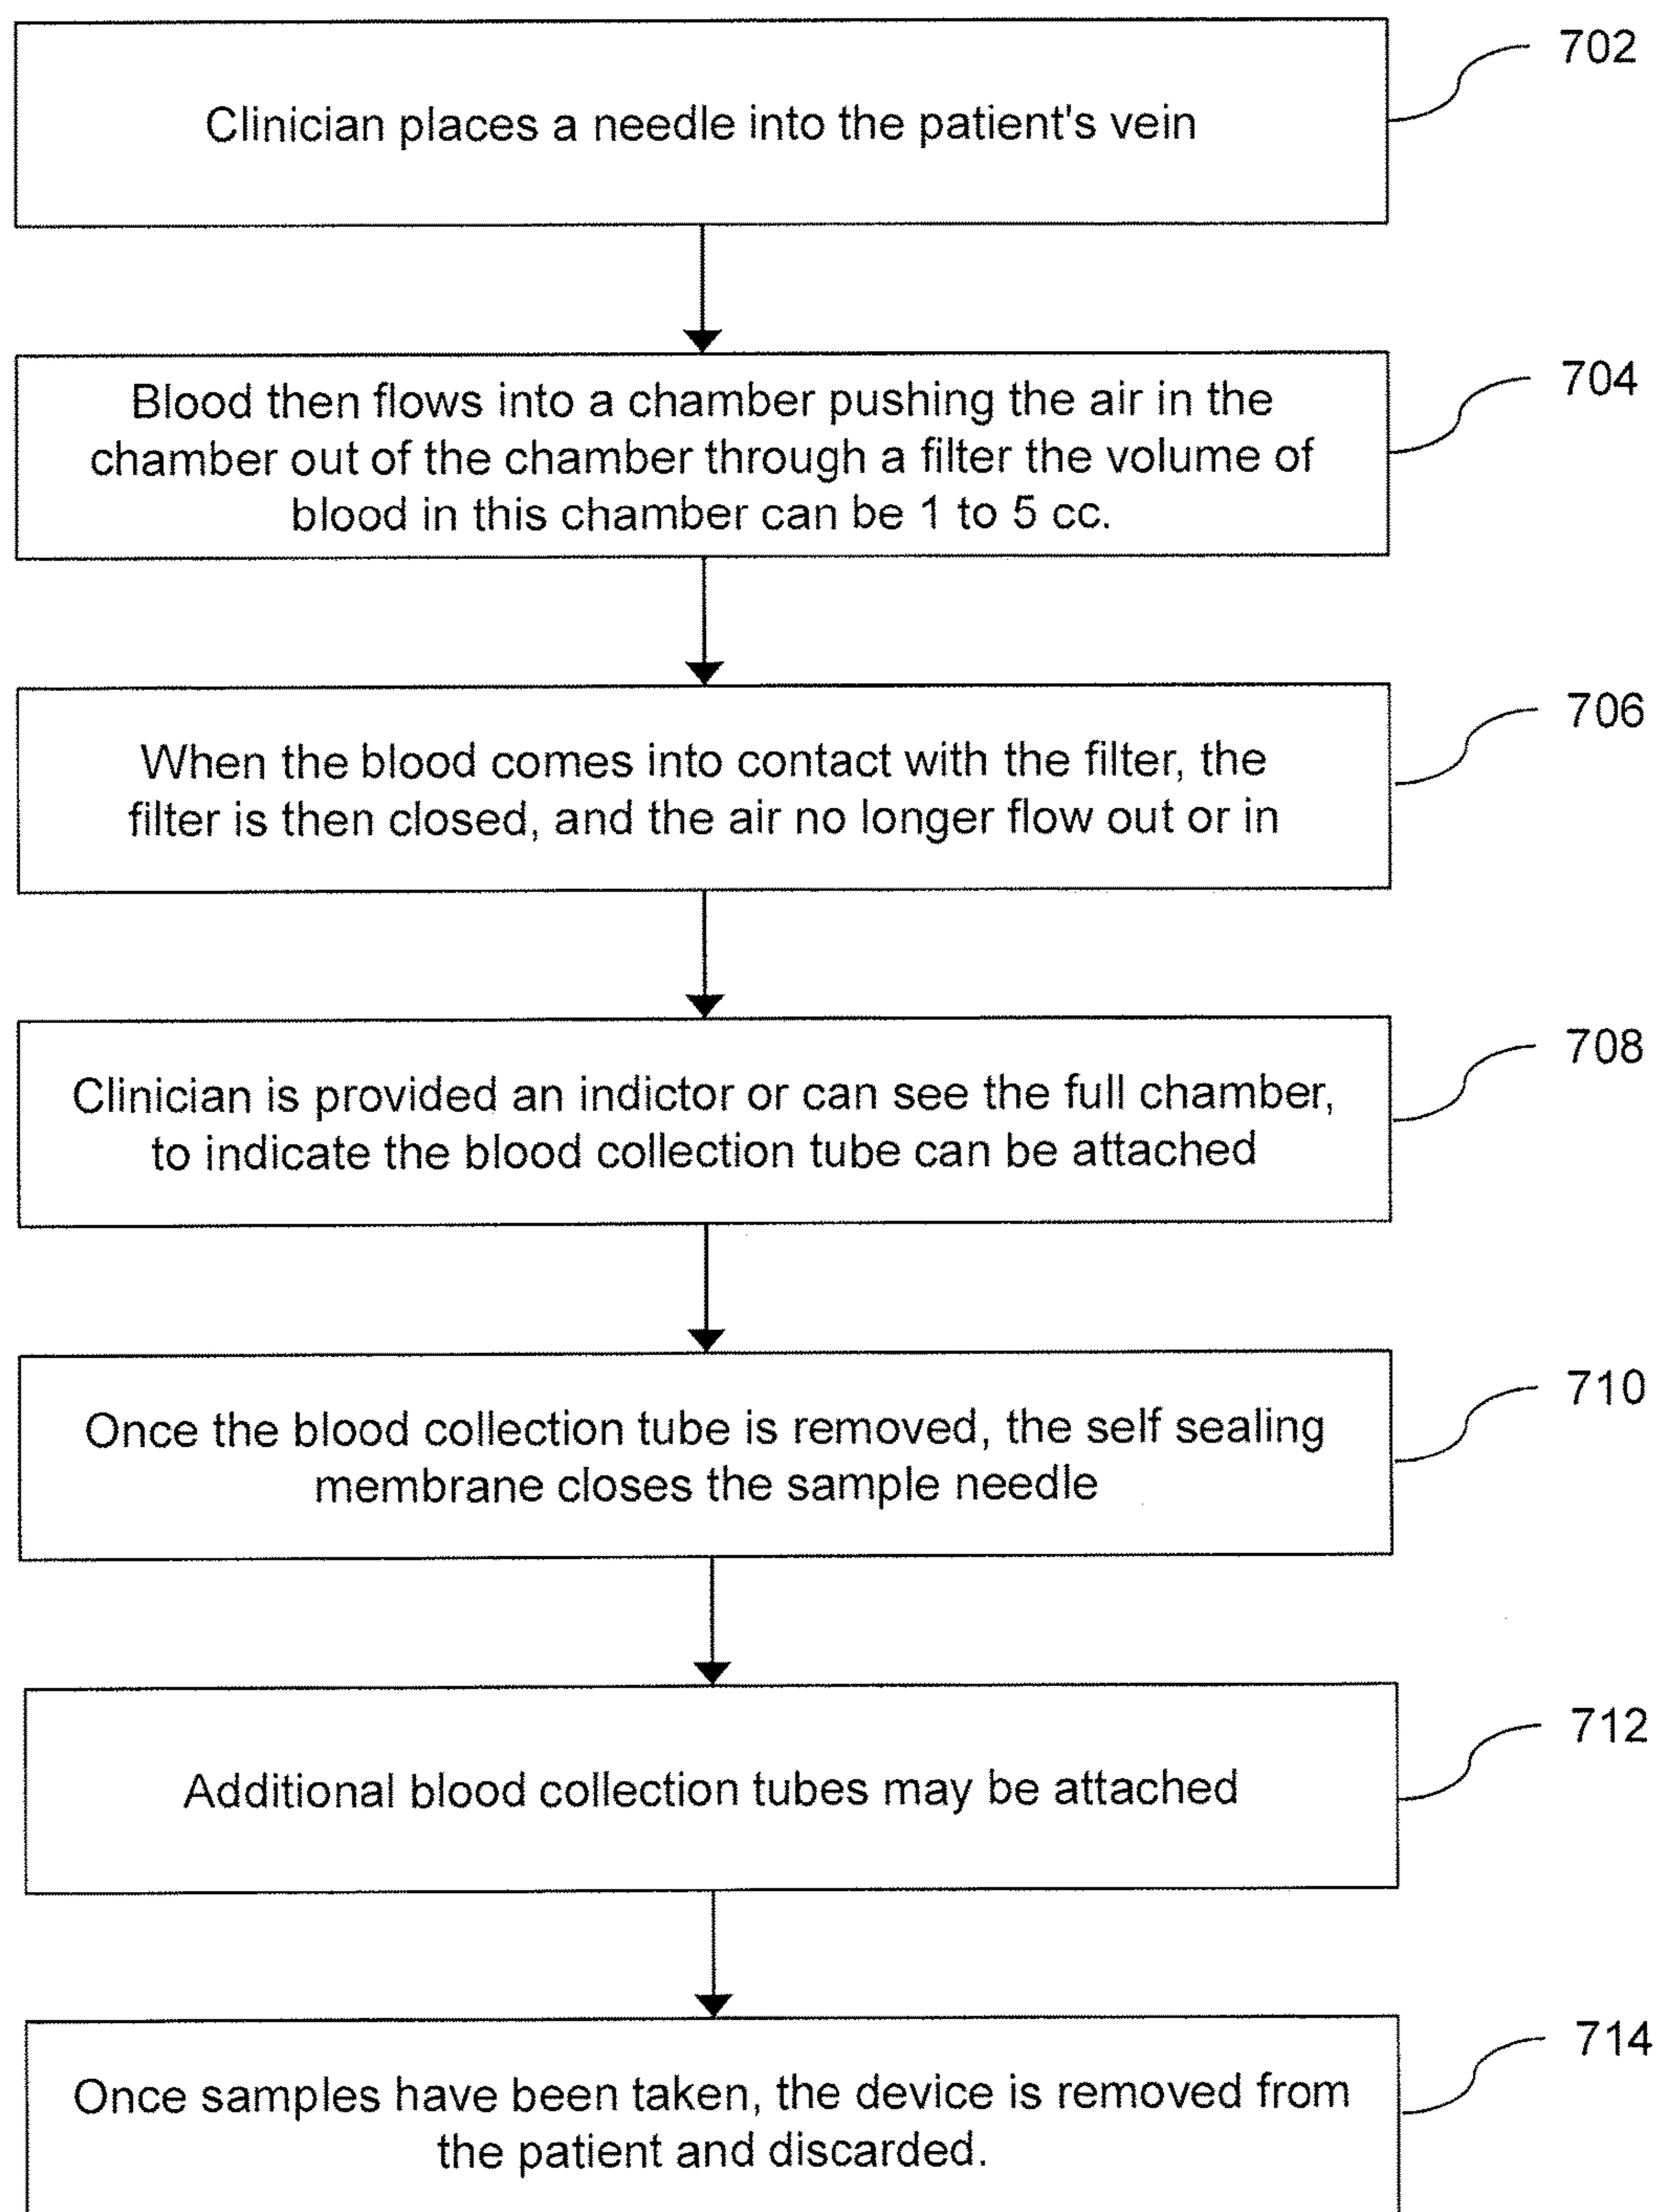 702
Clinician places a needle into the patient's vein
704
Blood then flows into a chamber pushing the air in the
chamber out of the chamber through a filter the volume of
blood in this chamber can be 1 to 5 cc.
706
When the blood comes into contact with the filter, the
filter is then closed, and the air no longer flow out or in
708
Clinician is provided an indictor or can see the full chamber,
to indicate the blood collection tube can be attached
710
Once the blood collection tube is removed, the self sealing
membrane closes the sample needle
712
Additional blood collection tubes may be attached
714
Once samples have been taken, the device is removed from
the patient and discarded.